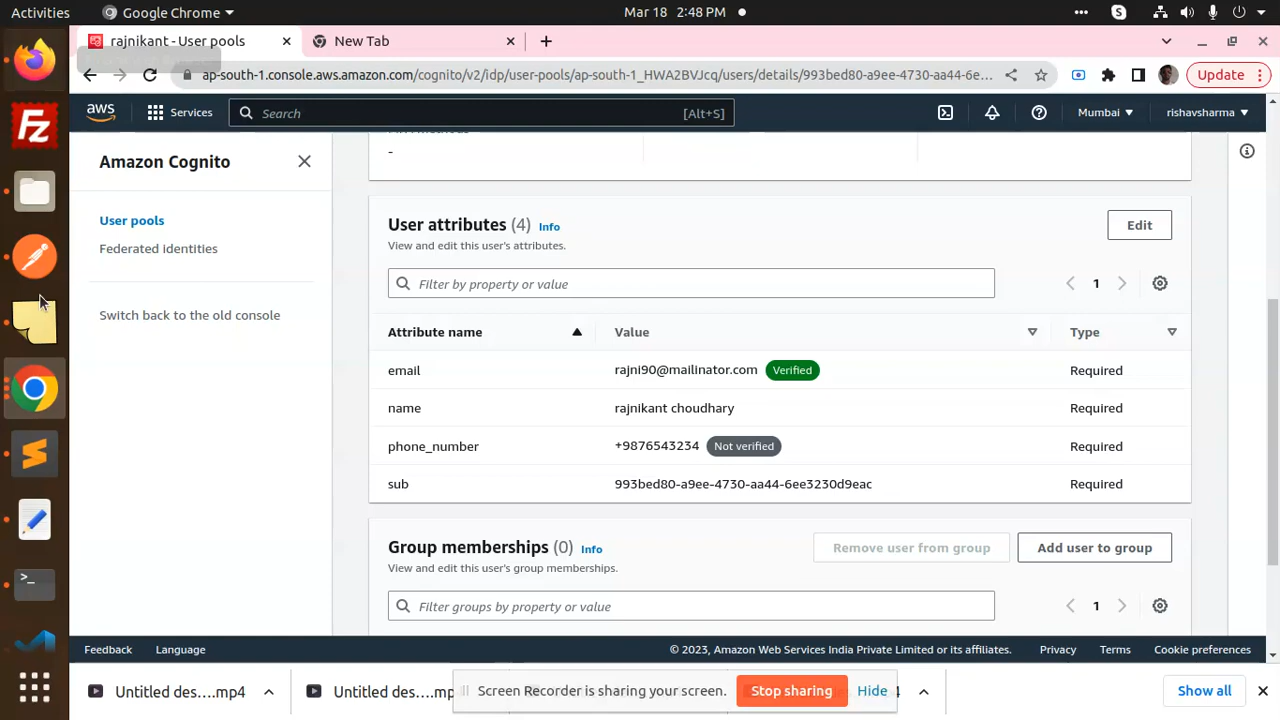 Activities
Google Chrome
Mar 18 2:48 PM
rajnikant - User pools
New Tab
ap-south-1.console.aws.amazon.com/cognito/v2/idp/user-pools/ap-south-1_HWA2BVJcq/users/details/993bed80-a9ee-4730-aa44-6e...
Update
aws
Services
Search
[Alt+S]
Mumbai
rishavsharma
Amazon Cognito
User pools
Federated identities
Switch back to the old console
-
User attributes (4) Info
Edit
View and edit this user's attributes.
Filter by property or value
1
Attribute name
Value
Type
email
rajni90@mailinator.com
Verified
Required
name
rajnikant choudhary
Required
phone_number
+9876543234
Not verified
Required
sub
993bed80-a9ee-4730-aa44-6ee3230d9eac
Required
Group memberships (0) Info
Remove user from group
Add user to group
View and edit this user's group memberships.
Filter groups by property or value
1
Feedback
Language
© 2023, Amazon Web Services India Private Limited or its affiliates.
Privacy
Terms
Cookie preferences
Untitled des....mp4
Untitled des....mp
Screen Recorder is sharing your screen.
Stop sharing
Hide
Show all